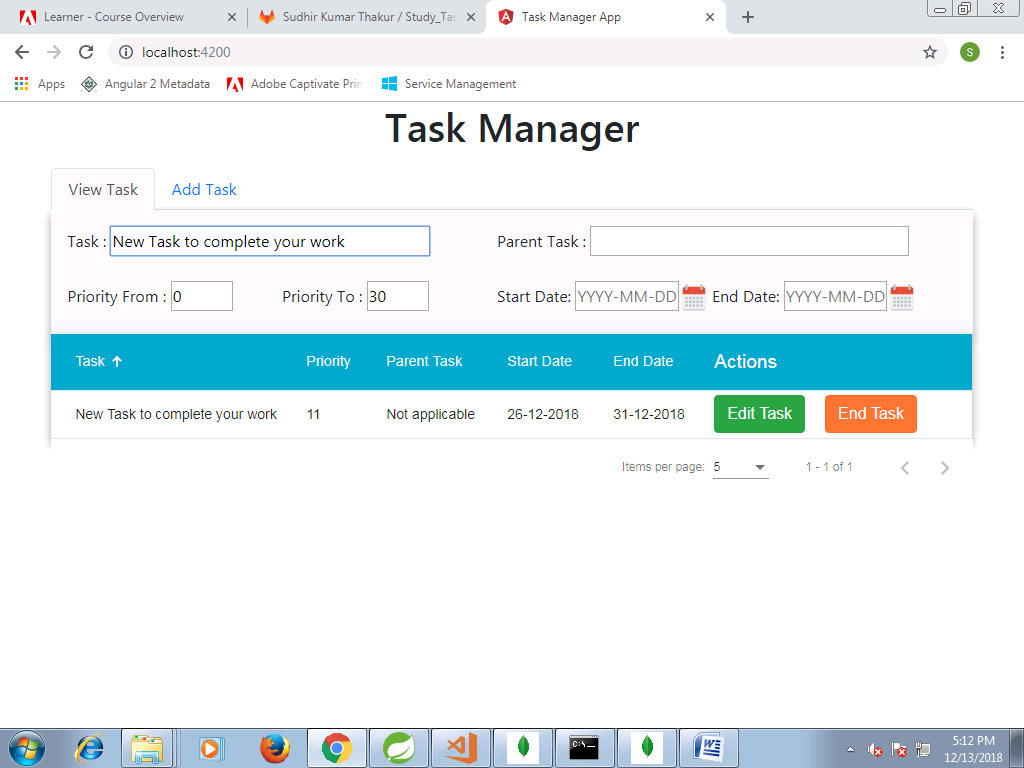 Learner - Course Overview
Sudhir Kumar Thakur / Study_Tas
Task Manager App
localhost:4200
S
Apps
Angular 2 Metadata
Adobe Captivate Prim
Service Management
Task Manager
View Task
Add Task
Task : New Task to complete your work
Parent Task :
Priority From : 0
Priority To : 30
Start Date: YYYY-MM-DD
End Date: YYYY-MM-DD
Task Priority Parent Task Start Date End Date Actions
New Task to complete your work 11 Not applicable 26-12-2018 31-12-2018 Edit Task End Task
Items per page: 5 1 - 1 of 1
5:12 PM
12/13/2018